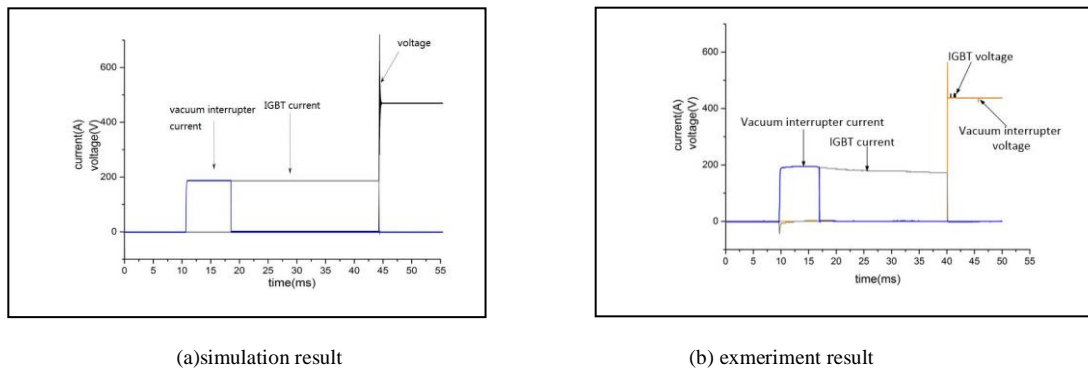 600
400
200
0
current(A)
voltage(V)
voltage
vacuum interrupter
current
IGBT current
0 5 10 15 20 25 30 35 40 45 50 55
time(ms)
(a)simulation result
600
400
200
0
current(A)
voltage(V)
IGBT voltage
Vacuum interrupter current
IGBT current
Vacuum interrupter
voltage
0 5 10 15 20 25 30 35 40 45 50 55
time(ms)
(b) exmeriment result